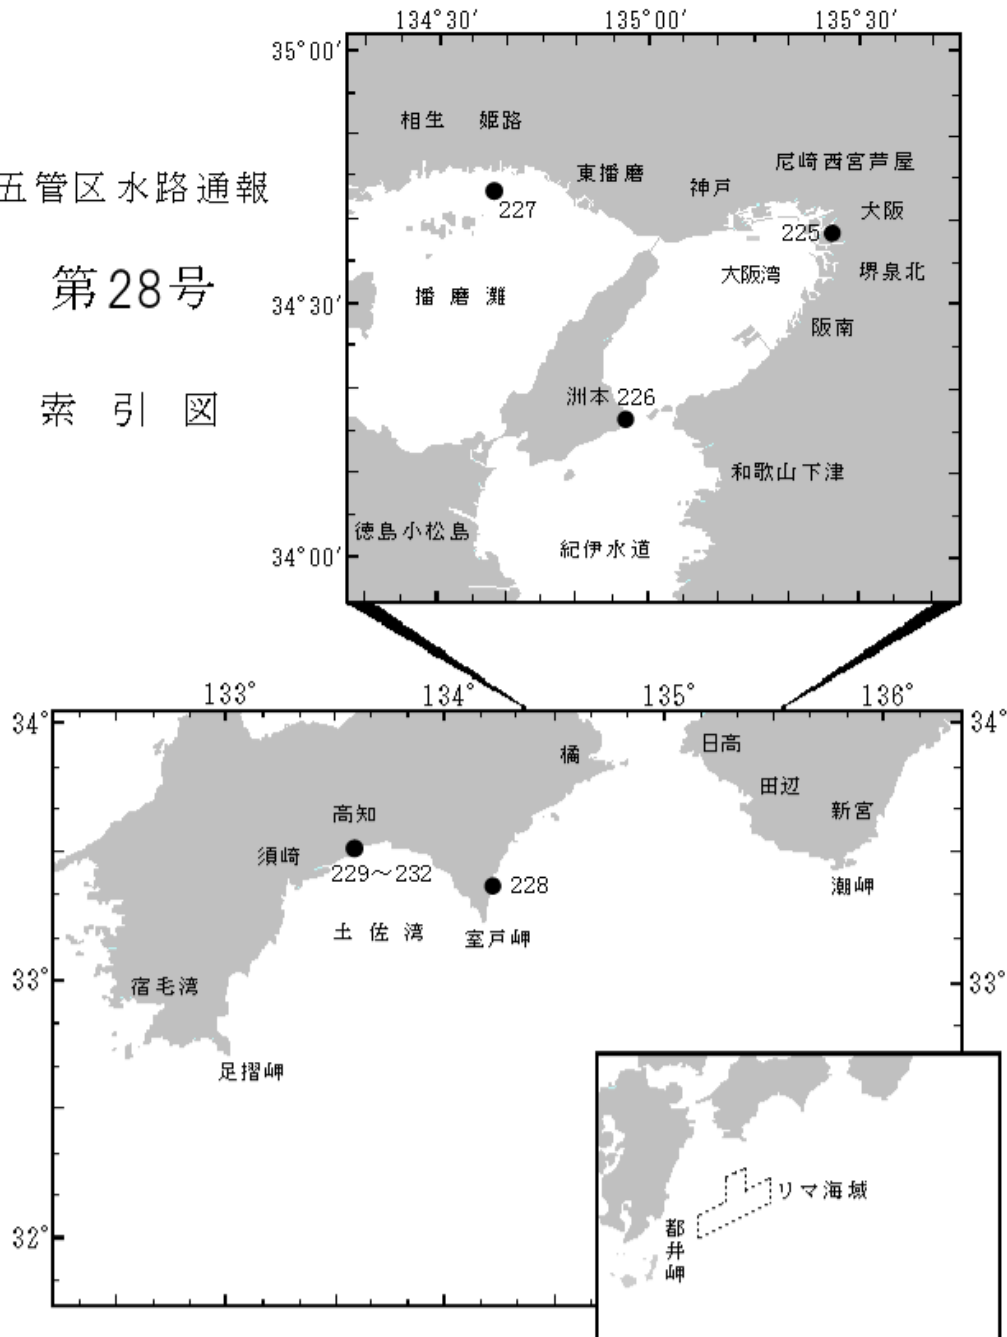 五管区水路通報
第28号
索引図
134°30′ 135°00′ 135°30′
35°00′
相生 姫路
尼崎西宮芦屋
東播磨
神戸
227
大阪
225
大阪湾
堺泉北
播磨灘
34°30′
阪南
洲本 226
和歌山下津
徳島小松島
紀伊水道
34°00′
133° 134° 135° 136°
34° 34°
橘
日高
田辺
新宮
高知
須崎
229～232
228
潮岬
土佐湾
室戸岬
33° 33°
宿毛湾
足摺岬
リマ海域
都井岬
32°